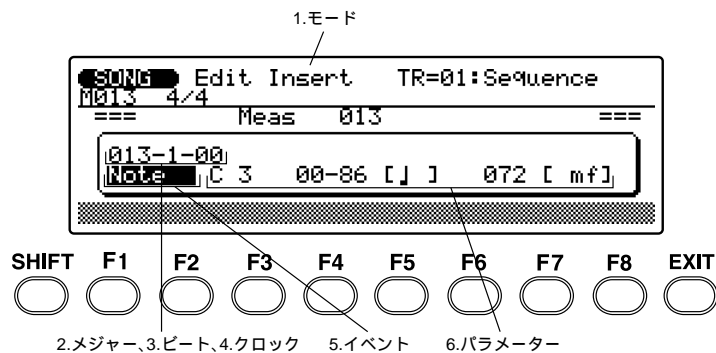 1.モード
SONG Edit Insert TR=01:Sequence
M013 4/4
=== Meas 013 ===
013-1-00
Note C 3 00-86 [♩ ] 072 [ mf]
SHIFT F1 F2 F3 F4 F5 F6 F7 F8 EXIT
2.メジャー、3.ビート、4.クロック 5.イベント 6.パラメーター